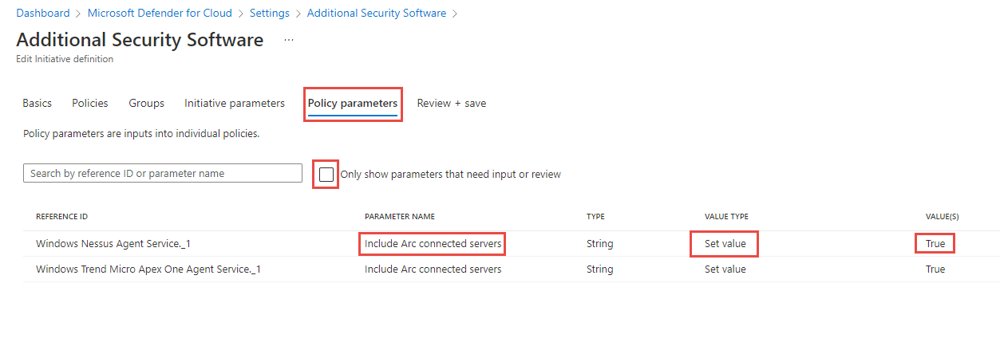 Dashboard > Microsoft Defender for Cloud > Settings > Additional Security Software >
Additional Security Software ...
Edit Initiative definition
Basics Policies Groups Initiative parameters Policy parameters Review + save
Policy parameters are inputs into individual policies.
Search by reference ID or parameter name Only show parameters that need input or review
REFERENCE ID PARAMETER NAME TYPE VALUE TYPE VALUE(S)
Windows Nessus Agent Service._1 Include Arc connected servers String Set value True
Windows Trend Micro Apex One Agent Service._1 Include Arc connected servers String Set value True